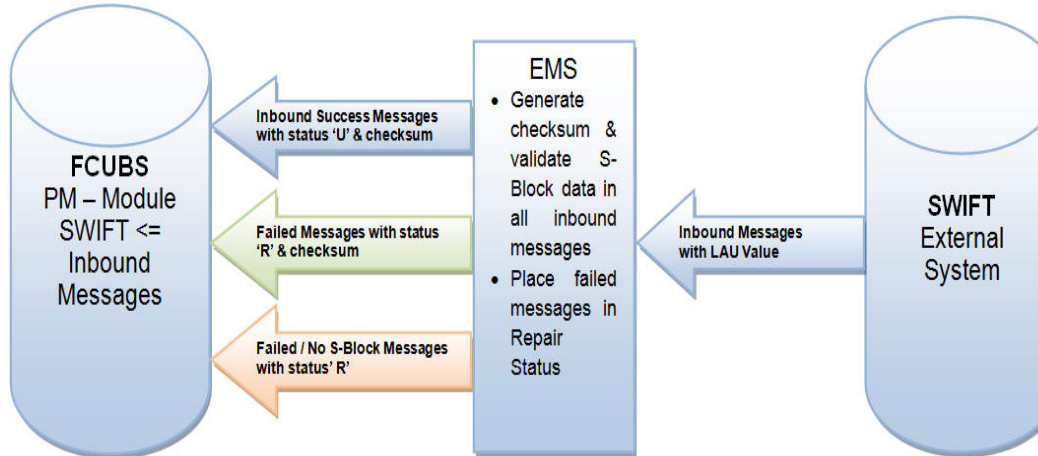 FCUBS
PM – Module
SWIFT <=
Inbound
Messages
Inbound Success Messages
with status ‘U’ & checksum
Failed Messages with status
‘R’ & checksum
Failed / No S-Block Messages
with status’ R’
EMS
• Generate
checksum &
validate S-
Block data in
all inbound
messages
• Place failed
messages in
Repair
Status
Inbound Messages
with LAU Value
SWIFT
External
System